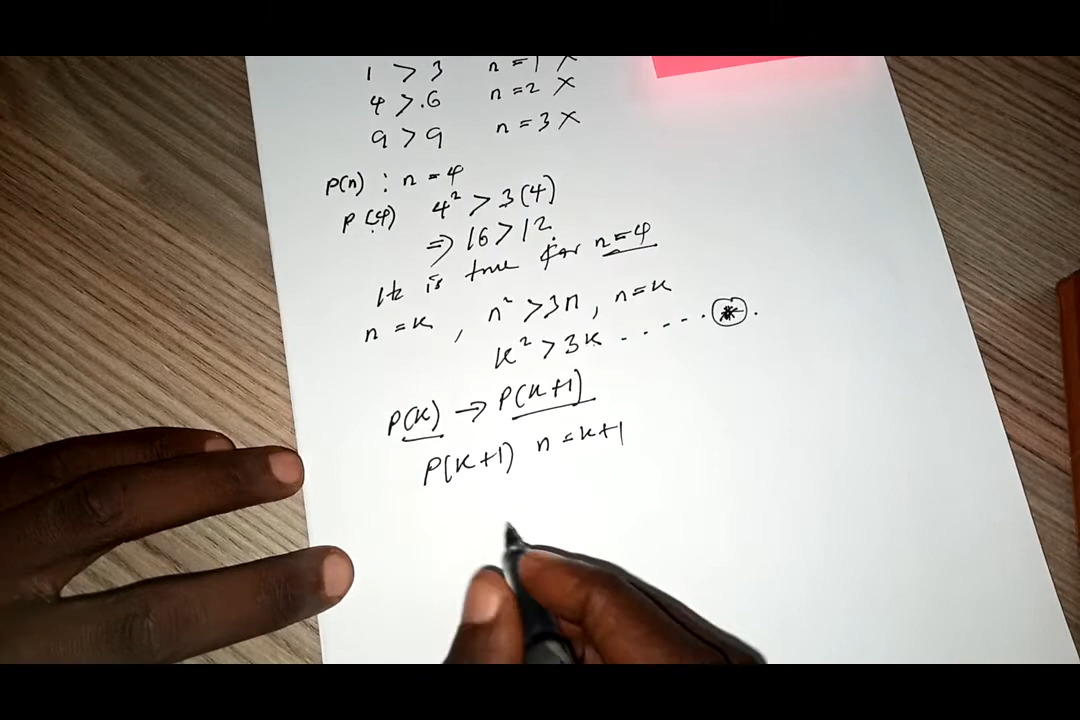 1 > 3 n = 1 X
4 > .6 n = 2 X
9 > 9 n = 3 X
P(n) : n = 4
P(4) 4² > 3(4)
=> 16 > 12
It is true for n=4
n = k , n² > 3n , n = k
k² > 3k ...... (*) .
P(k) → P(k+1)
P(k+1) n = k+1